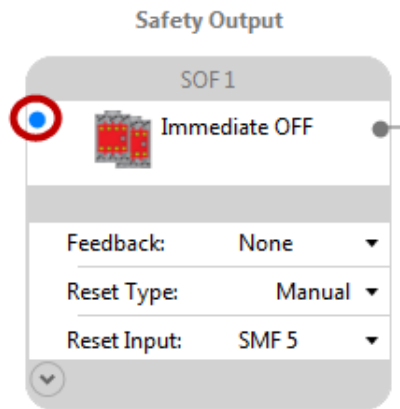 Safety Output
SOF 1
Immediate OFF
Feedback: None
Reset Type: Manual
Reset Input: SMF 5